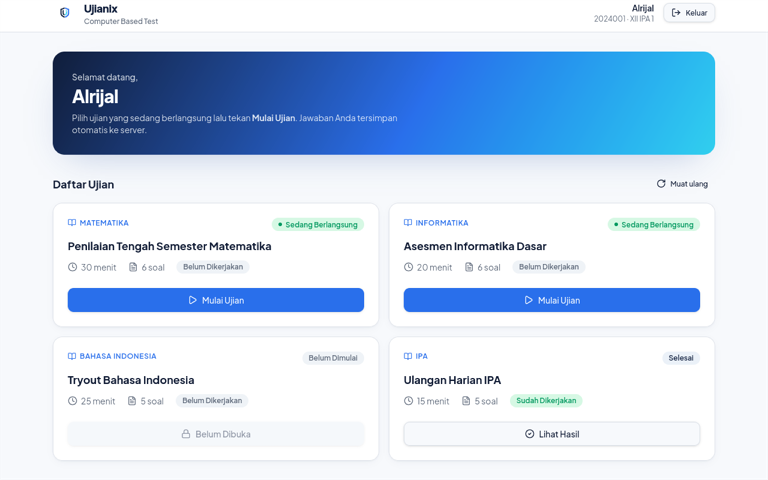 Ujianix
Computer Based Test
Alrijal
2024001 · XII IPA 1
Keluar
Selamat datang,
Alrijal
Pilih ujian yang sedang berlangsung lalu tekan Mulai Ujian. Jawaban Anda tersimpan
otomatis ke server.
Daftar Ujian
Muat ulang
MATEMATIKA
Sedang Berlangsung
Penilaian Tengah Semester Matematika
30 menit
6 soal
Belum Dikerjakan
Mulai Ujian
INFORMATIKA
Sedang Berlangsung
Asesmen Informatika Dasar
20 menit
6 soal
Belum Dikerjakan
Mulai Ujian
BAHASA INDONESIA
Belum Dimulai
Tryout Bahasa Indonesia
25 menit
5 soal
Belum Dikerjakan
Belum Dibuka
IPA
Selesai
Ulangan Harian IPA
15 menit
5 soal
Sudah Dikerjakan
Lihat Hasil